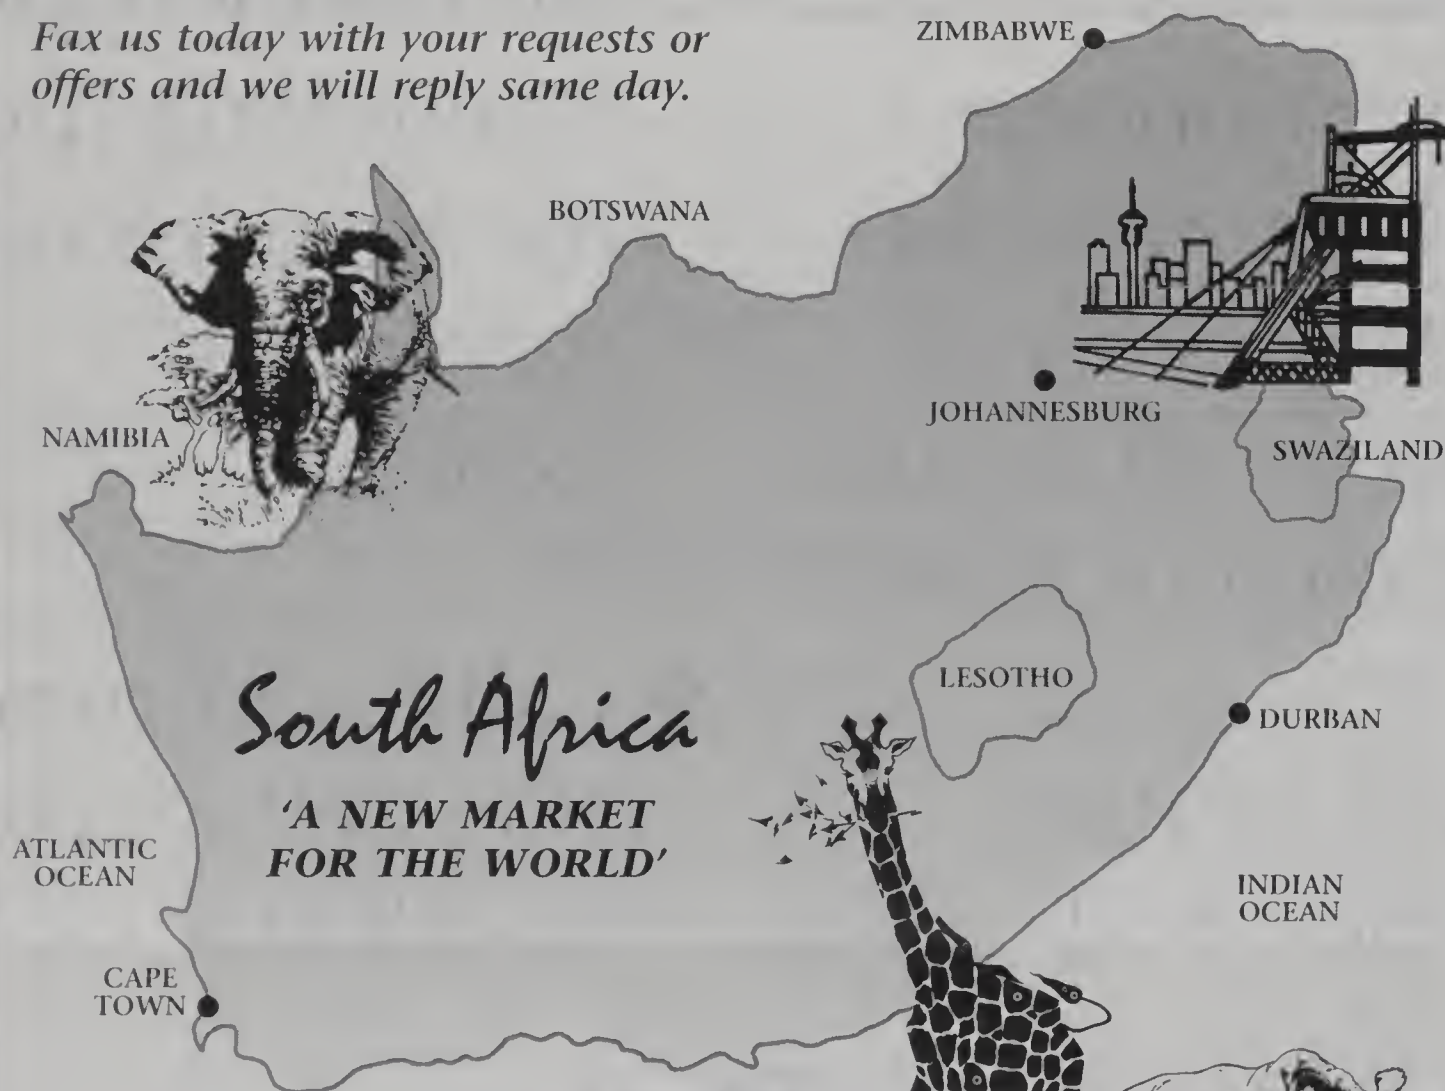 Fax us today with your requests or
offers and we will reply same day.
ZIMBABWE
BOTSWANA
JOHANNESBURG
NAMIBIA
SWAZILAND
LESOTHO
DURBAN
South Africa
'A NEW MARKET
FOR THE WORLD'
ATLANTIC
OCEAN
INDIAN
OCEAN
CAPE
TOWN